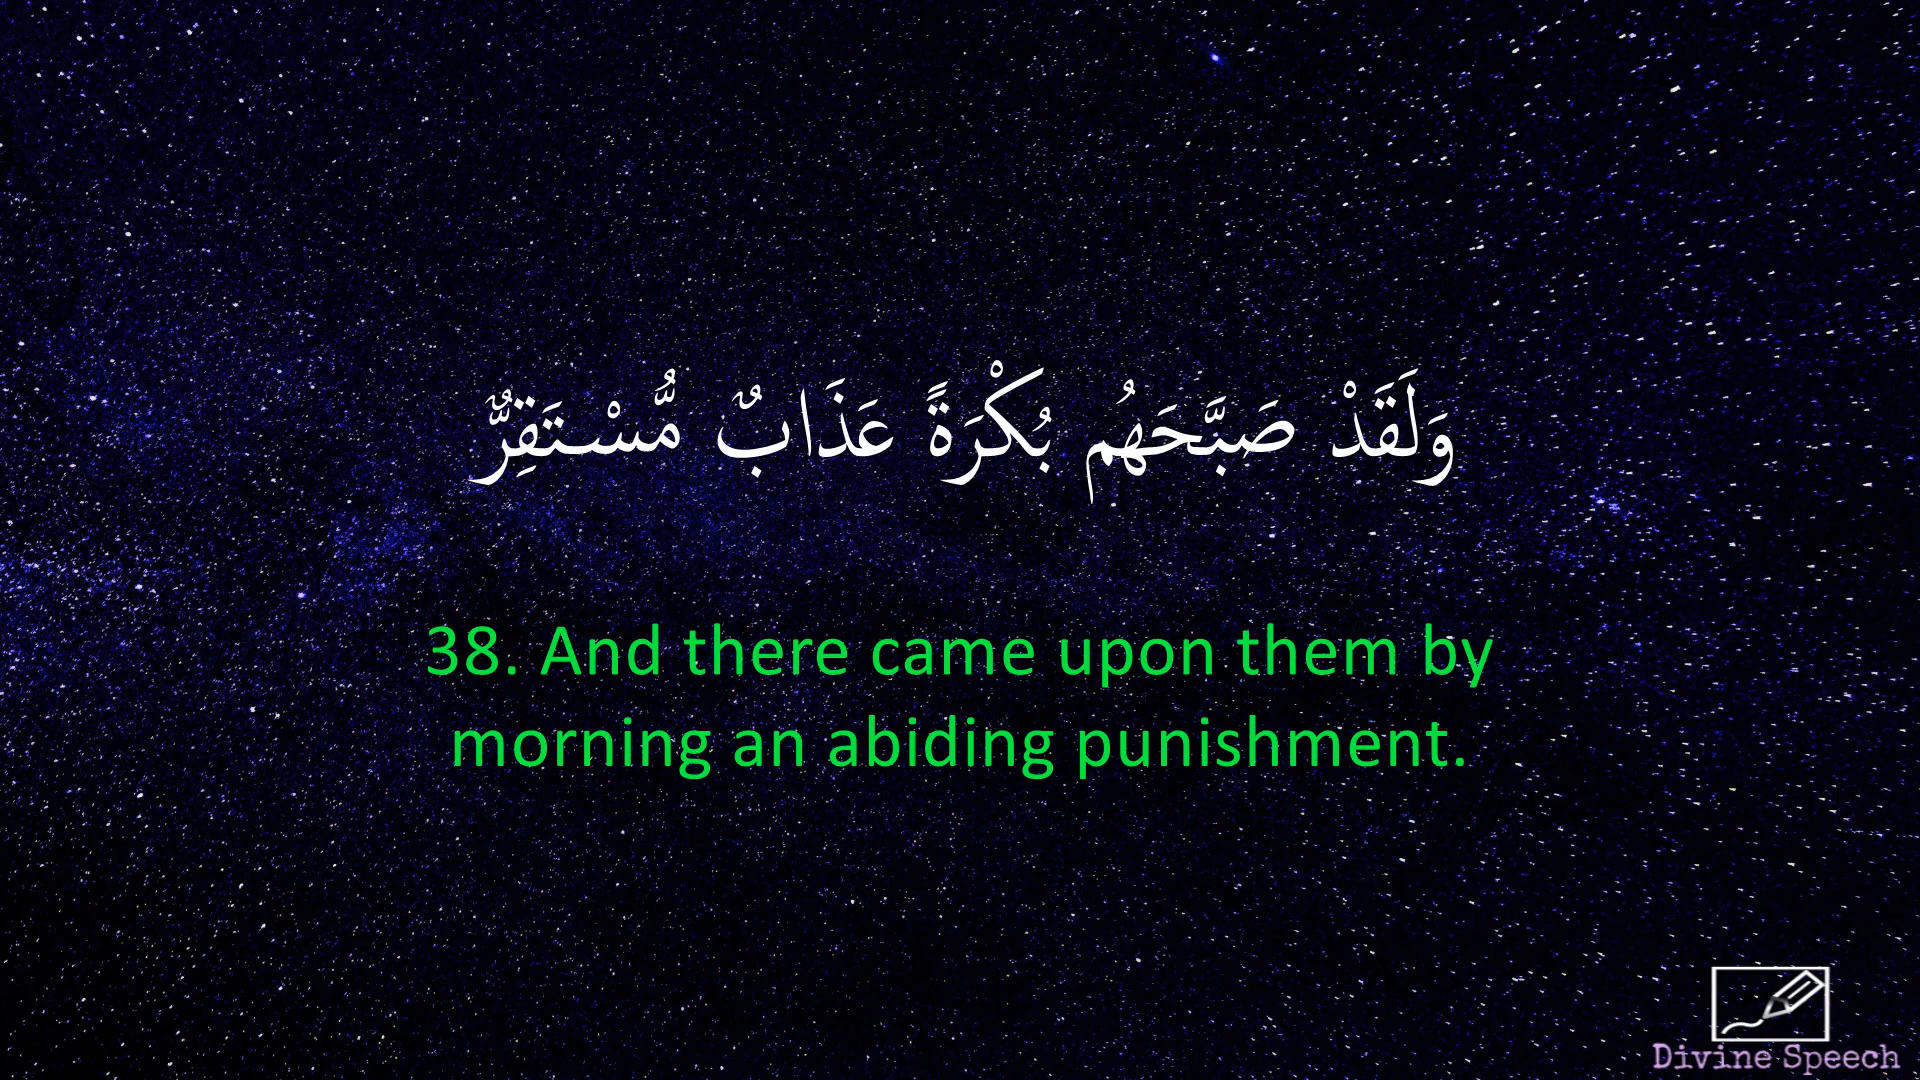 وَلَقَدْ صَبَّحَهُم بُكْرَةً عَذَابٌ مُّسْتَقِرٌّ
38. And there came upon them by
morning an abiding punishment.
Divine Speech